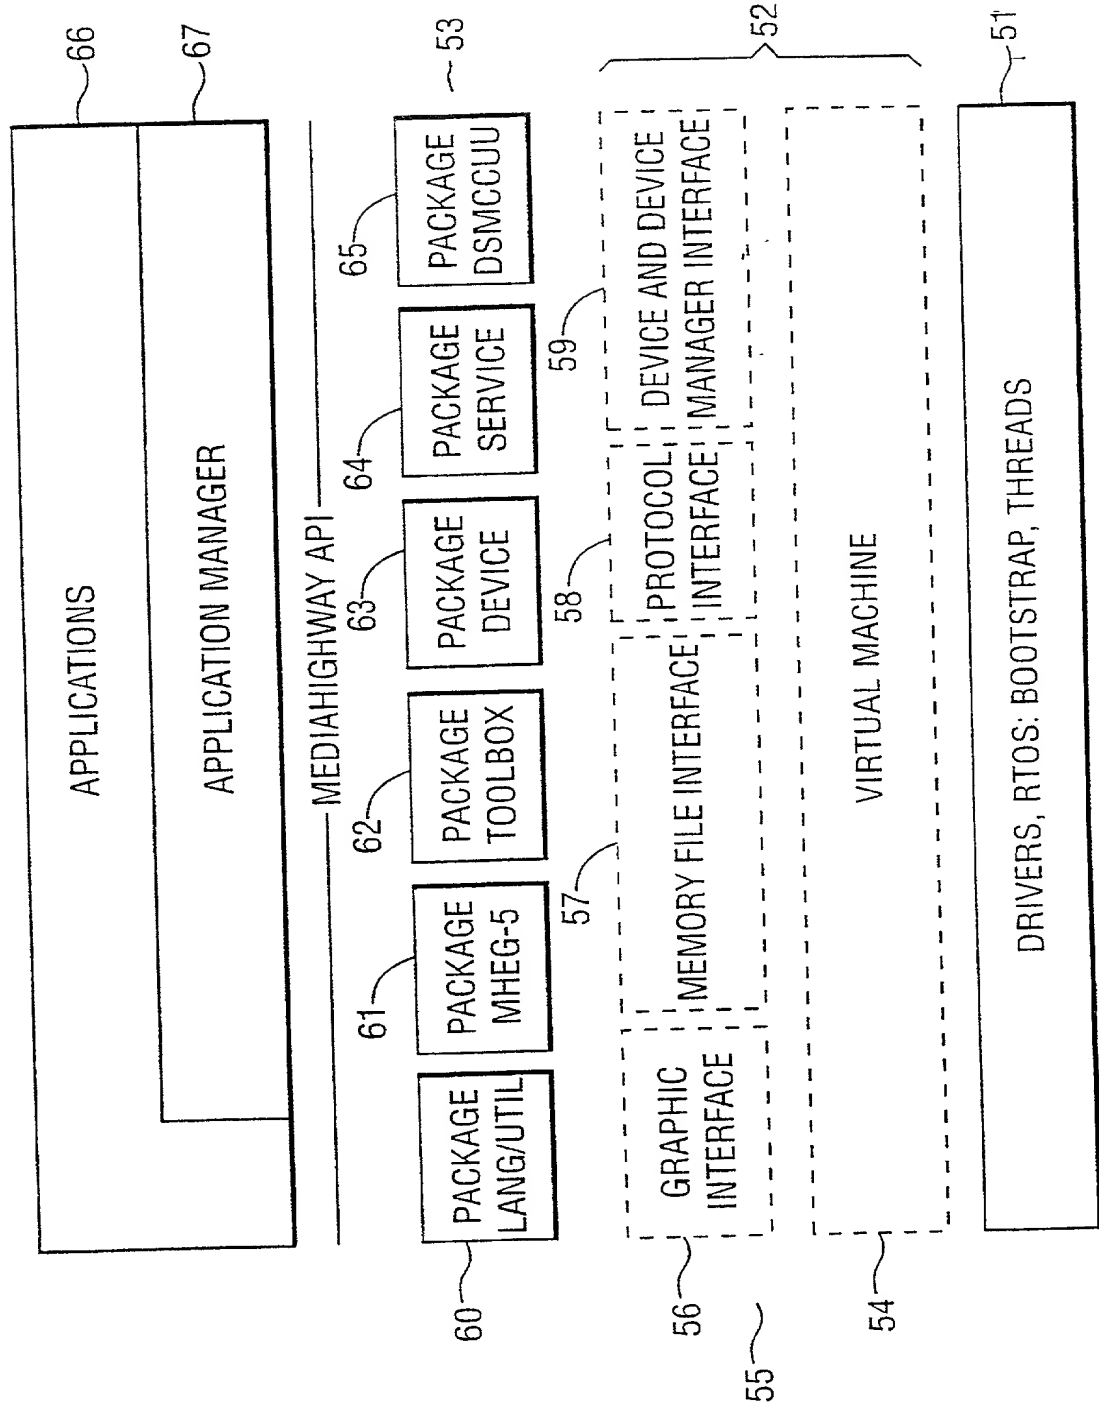 66
APPLICATIONS
67
APPLICATION MANAGER
MEDIAHIGHWAY API
53
60
PACKAGE
LANG/UTIL
61
PACKAGE
MHEG-5
62
PACKAGE
TOOLBOX
63
PACKAGE
DEVICE
64
PACKAGE
SERVICE
65
PACKAGE
DSMCCUU
52
55
56
GRAPHIC
INTERFACE
57
MEMORY FILE INTERFACE
58
PROTOCOL
INTERFACE
59
DEVICE AND DEVICE
MANAGER INTERFACE
54
VIRTUAL MACHINE
51
DRIVERS, RTOS: BOOTSTRAP, THREADS